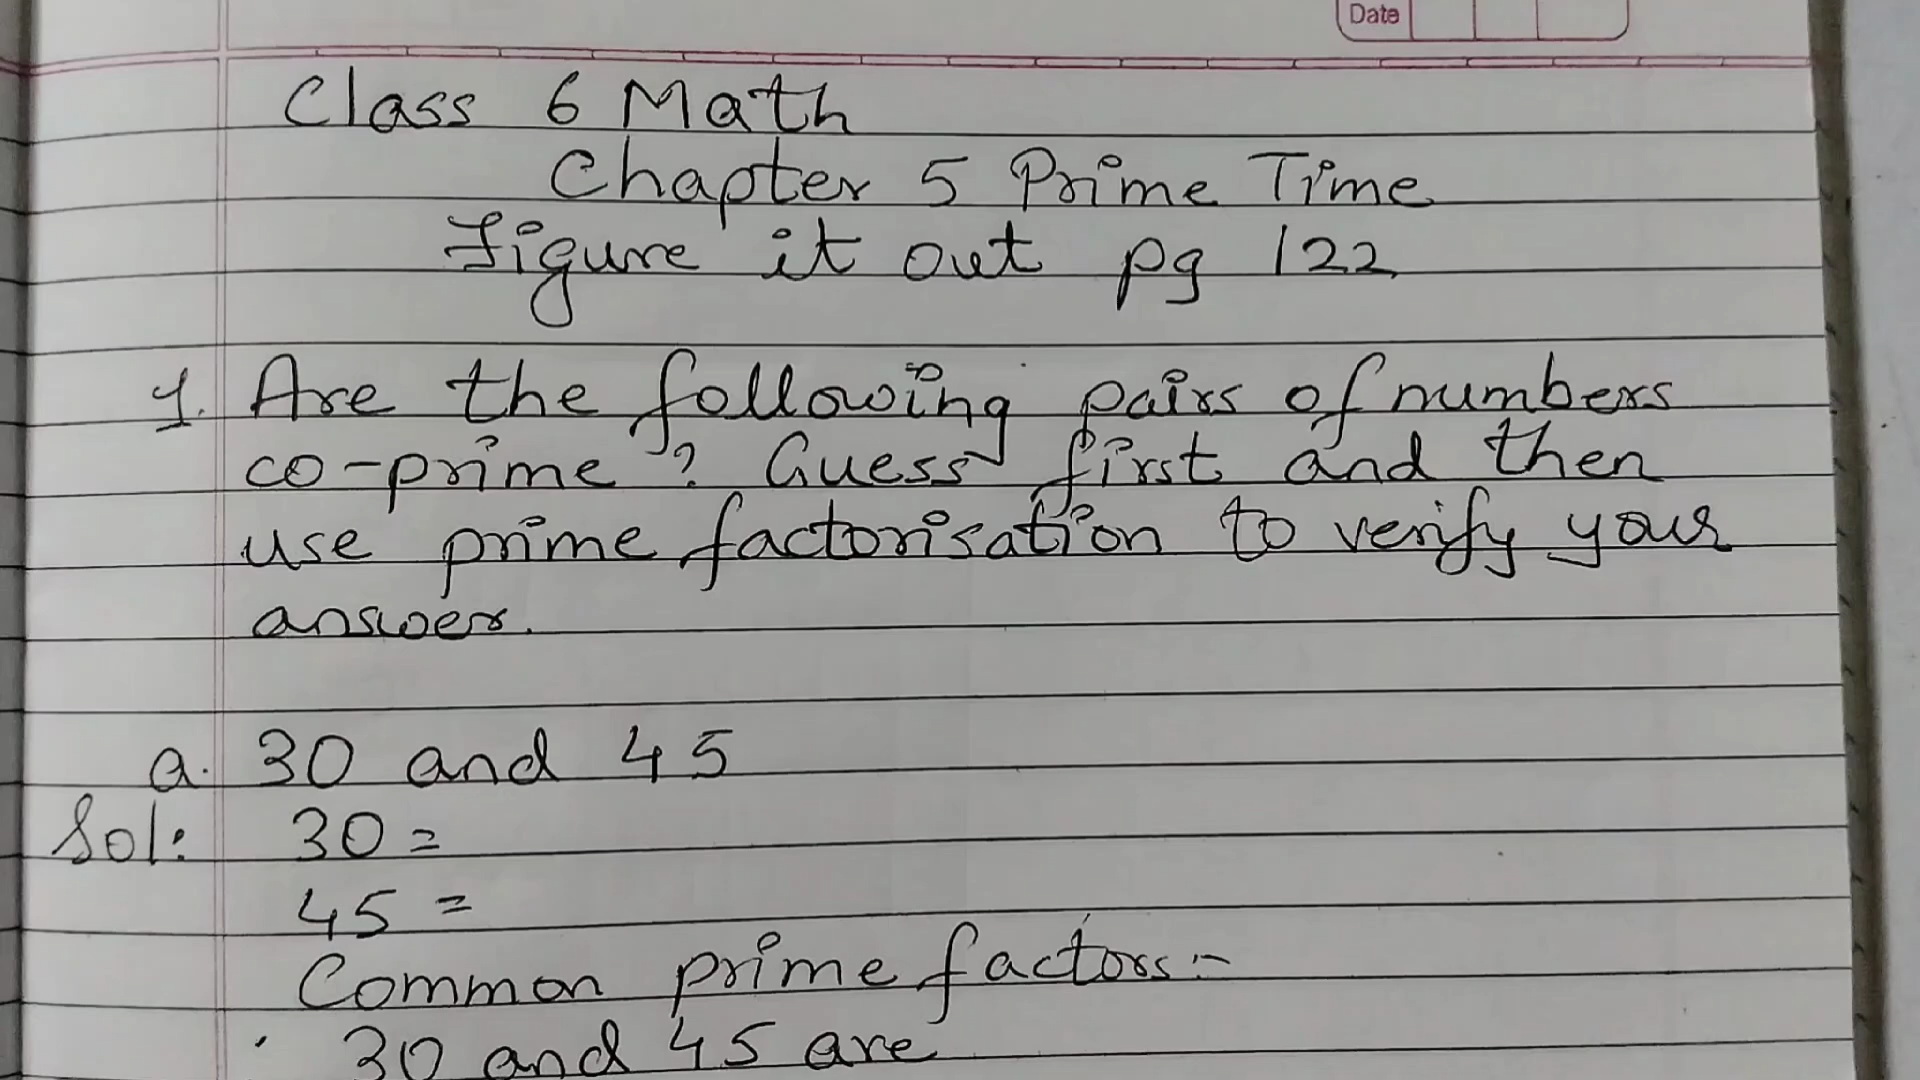 Date
Class 6 Math
Chapter 5 Prime Time
Figure it out pg 122
1. Are the following pairs of numbers
co-prime? Guess first and then
use prime factorisation to verify your
answer.
a. 30 and 45
Sol: 30 =
45 =
Common prime factors:-
30 and 45 are